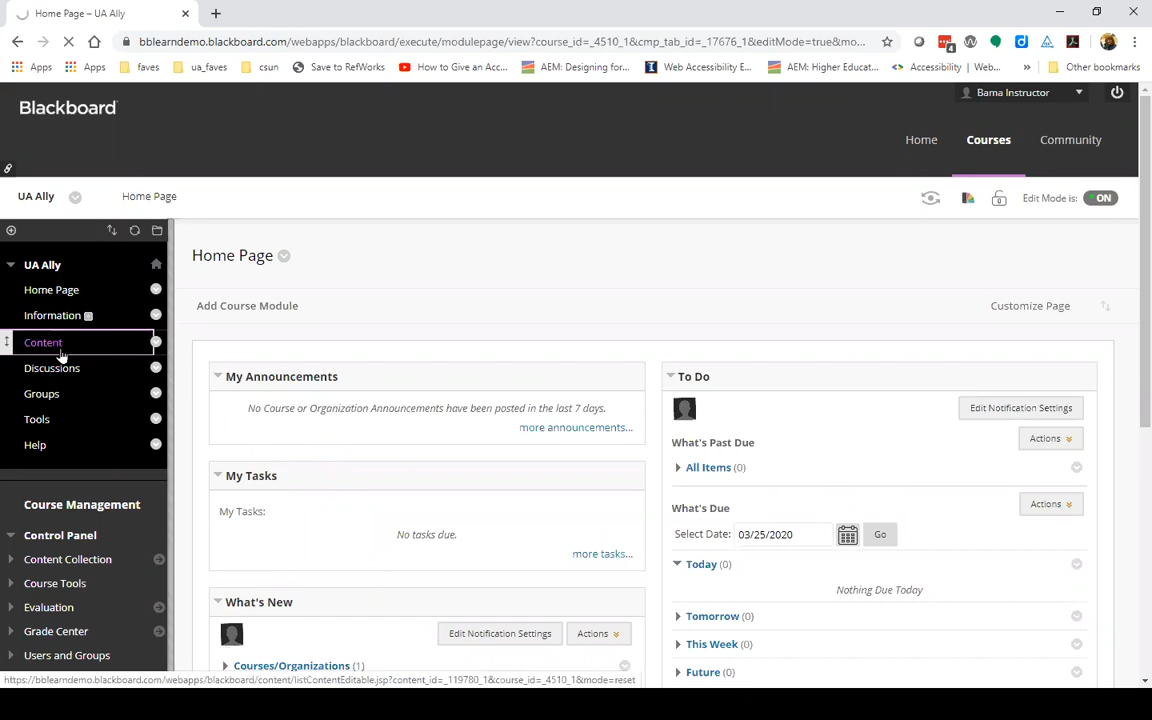 Home Page – UA Ally
bblearndemo.blackboard.com/webapps/blackboard/execute/modulepage/view?course_id=_4510_1&cmp_tab_id=_17676_1&editMode=true&mo...
4
Apps
Apps
faves
ua_faves
csun
Save to RefWorks
How to Give an Acc...
AEM: Designing for...
Web Accessibility E...
AEM: Higher Educat...
Accessibility | Web...
»
Other bookmarks
Blackboard
Bama Instructor
Home
Courses
Community
UA Ally
Home Page
Edit Mode is:
ON
UA Ally
Home Page
Information
Content
Discussions
Groups
Tools
Help
Course Management
Control Panel
Content Collection
Course Tools
Evaluation
Grade Center
Users and Groups
Home Page
Add Course Module
Customize Page
My Announcements
No Course or Organization Announcements have been posted in the last 7 days.
more announcements...
My Tasks
My Tasks:
No tasks due.
more tasks...
What's New
Edit Notification Settings
Actions
Courses/Organizations (1)
To Do
Edit Notification Settings
What's Past Due
Actions
All Items (0)
What's Due
Actions
Select Date:
03/25/2020
Go
Today (0)
Nothing Due Today
Tomorrow (0)
This Week (0)
Future (0)
https://bblearndemo.blackboard.com/webapps/blackboard/content/listContentEditable.jsp?content_id=_119780_1&course_id=_4510_1&mode=reset